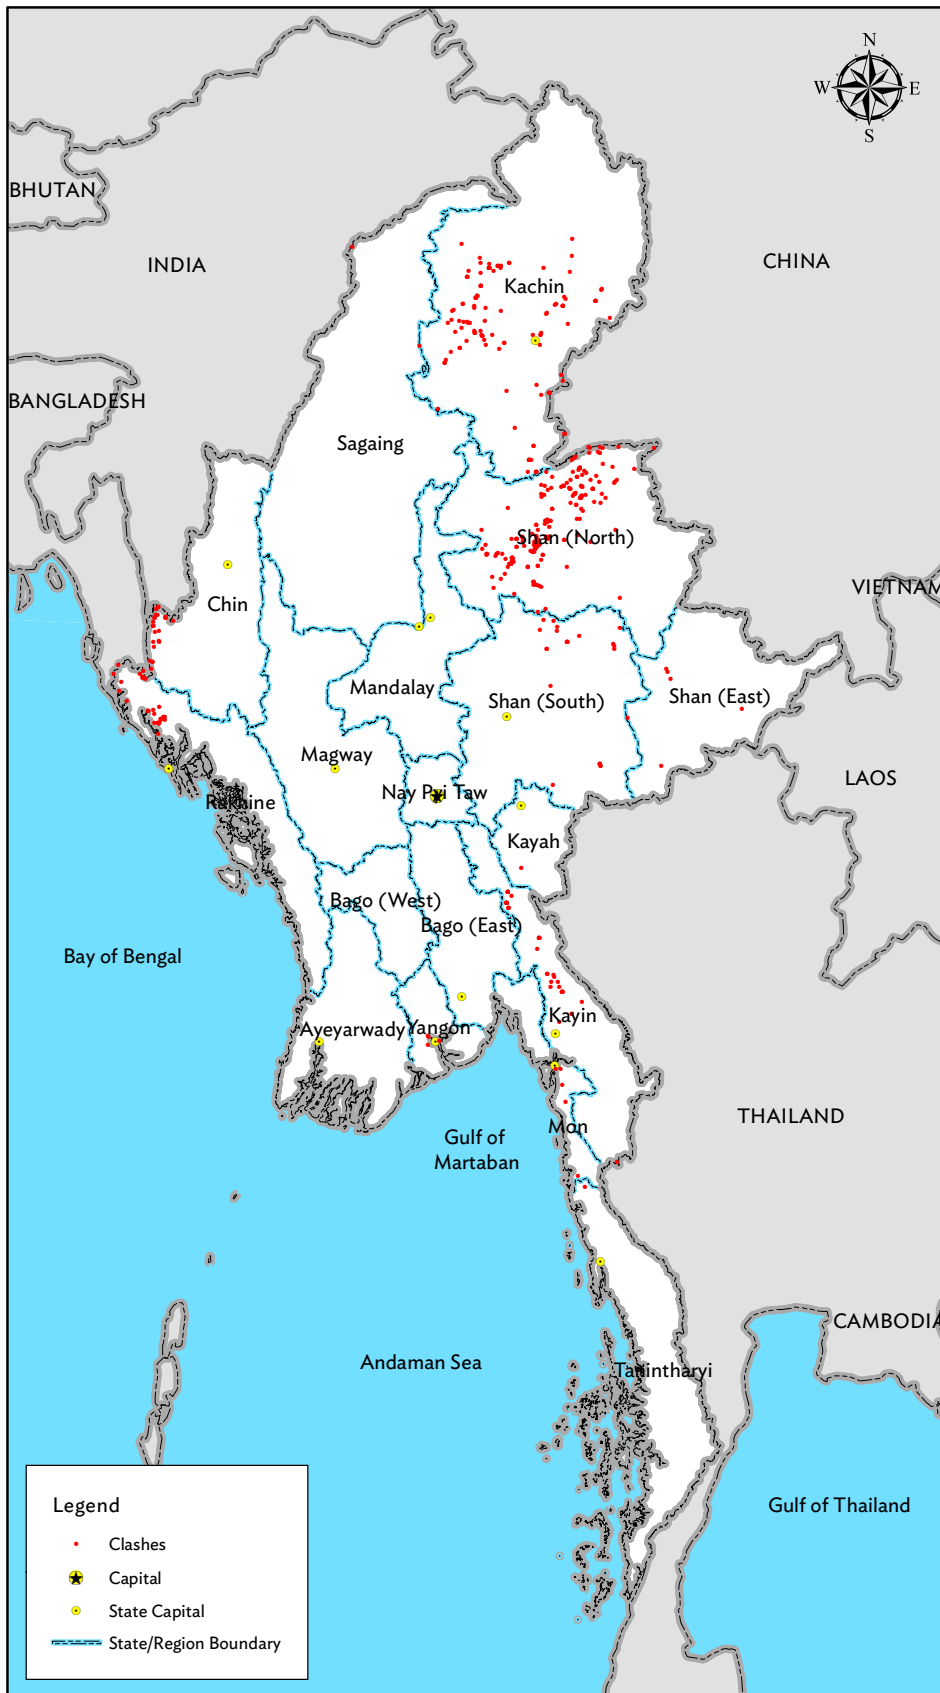 N
W E
S
BHUTAN
INDIA
CHINA
Kachin
BANGLADESH
Sagaing
Shan (North)
VIETNAM
Chin
Mandalay
Shan (South)
Shan (East)
Magway
LAOS
Nay Pyi Taw
Rakhine
Kayah
Bago (West)
Bago (East)
Bay of Bengal
Kayin
Ayeyarwady
Yangon
THAILAND
Mon
Gulf of
Martaban
CAMBODIA
Andaman Sea
Tanintharyi
Gulf of Thailand
Legend
Clashes
Capital
State Capital
State/Region Boundary